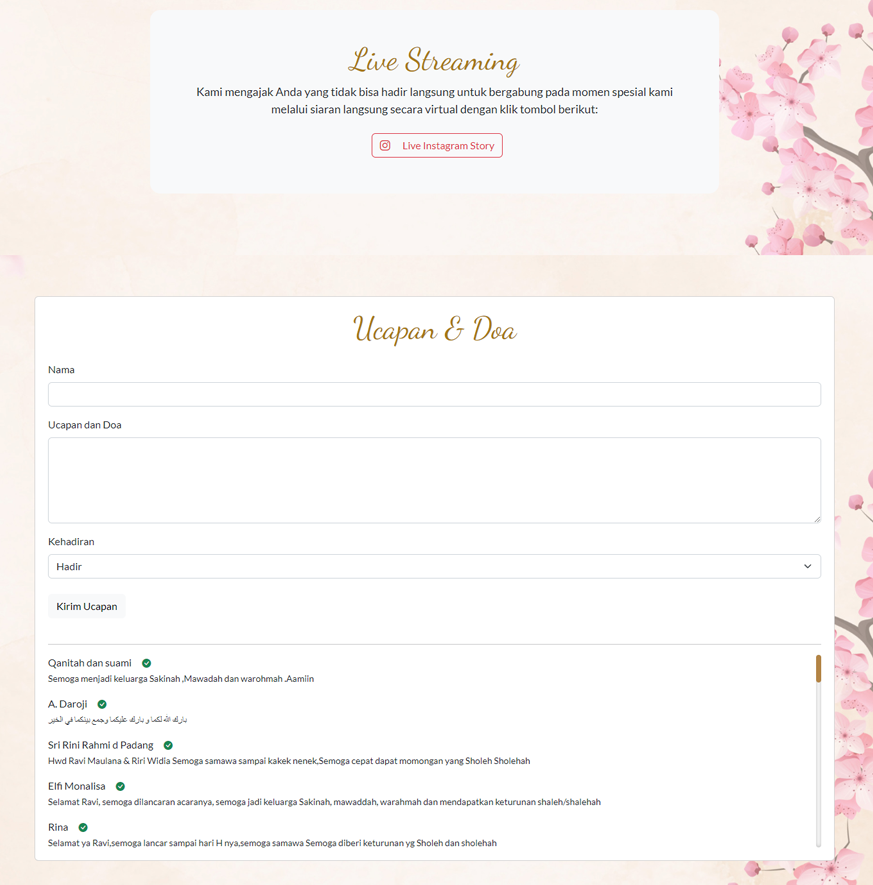 Live Streaming
Kami mengajak Anda yang tidak bisa hadir langsung untuk bergabung pada momen spesial kami
melalui siaran langsung secara virtual dengan klik tombol berikut:
Live Instagram Story
Ucapan & Doa
Nama
Ucapan dan Doa
Kehadiran
Hadir
Kirim Ucapan
Qanitah dan suami
Semoga menjadi keluarga Sakinah ,Mawadah dan warohmah .Aamiin
A. Daroji
بارك الله لكما و بارك عليكما وجمع بينكما في الخير
Sri Rini Rahmi d Padang
Hwd Ravi Maulana & Riri Widia Semoga samawa sampai kakek nenek,Semoga cepat dapat momongan yang Sholeh Sholehah
Elfi Monalisa
Selamat Ravi, semoga dilancaran acaranya, semoga jadi keluarga Sakinah, mawaddah, warahmah dan mendapatkan keturunan shaleh/shalehah
Rina
Selamat ya Ravi,semoga lancar sampai hari H nya,semoga samawa Semoga diberi keturunan yg Sholeh dan sholehah